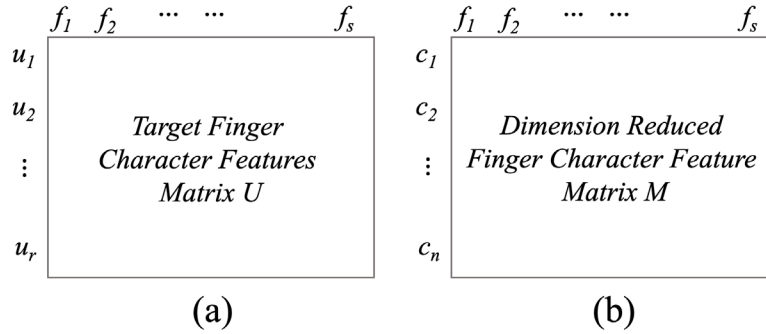 f1 f2 ... ... fs
u1
u2
⋮
ur
Target Finger
Character Features
Matrix U
(a)
f1 f2 ... ... fs
c1
c2
⋮
cn
Dimension Reduced
Finger Character Feature
Matrix M
(b)